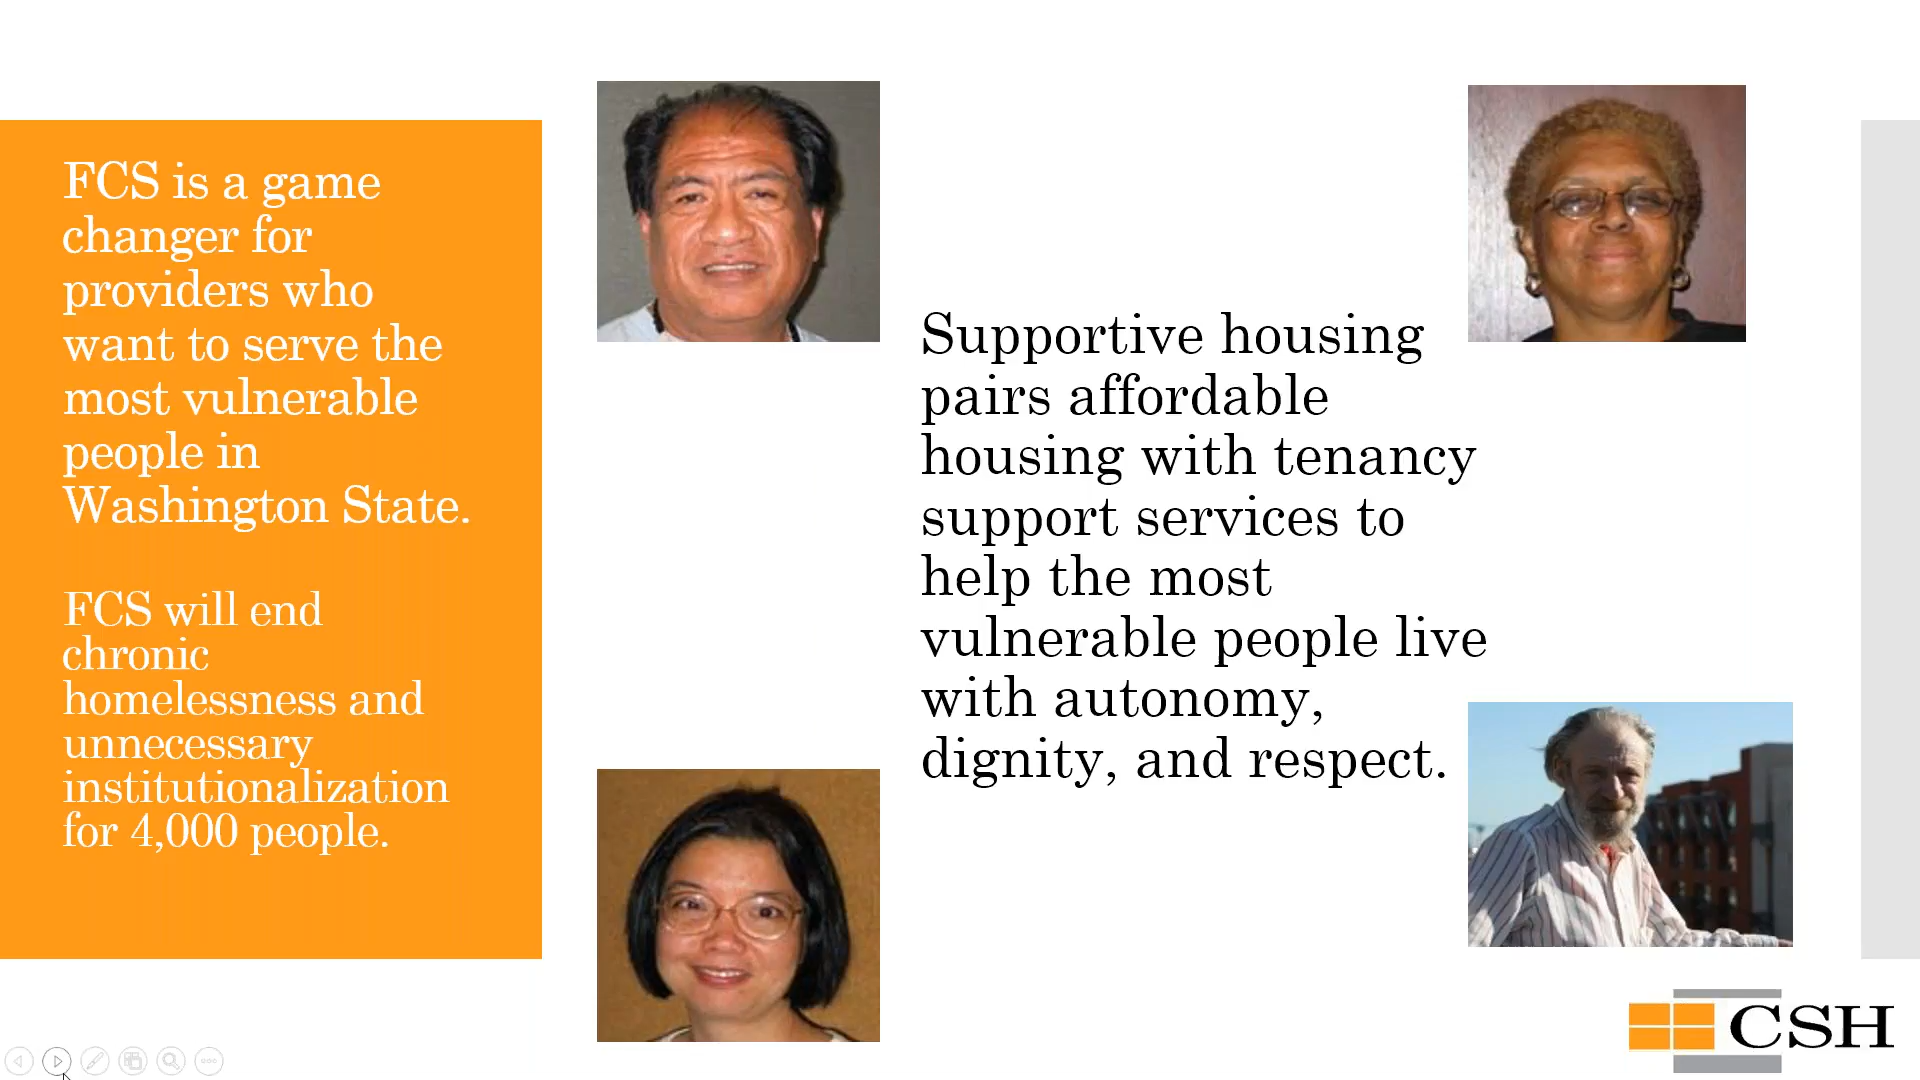 FCS is a game
changer for
providers who
want to serve the
most vulnerable
people in
Washington State.
FCS will end
chronic
homelessness and
unnecessary
institutionalization
for 4,000 people.
Supportive housing
pairs affordable
housing with tenancy
support services to
help the most
vulnerable people live
with autonomy,
dignity, and respect.
CSH